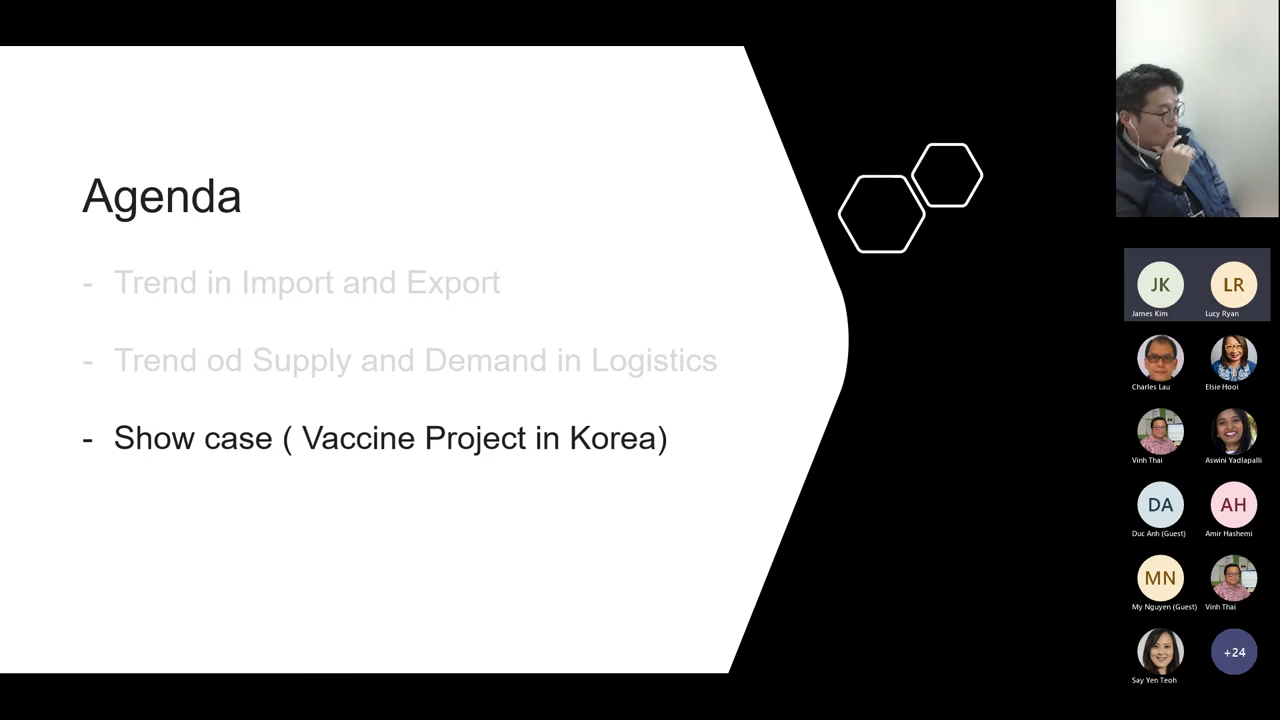 Agenda
- Trend in Import and Export
- Trend od Supply and Demand in Logistics
- Show case ( Vaccine Project in Korea)
JK
LR
James Kim
Lucy Ryan
Charles Lau
Elsie Hooi
Vinh Thai
Aswini Yadlapalli
DA
AH
Duc Anh (Guest)
Amir Hashemi
MN
My Nguyen (Guest)
Vinh Thai
+24
Say Yen Teoh